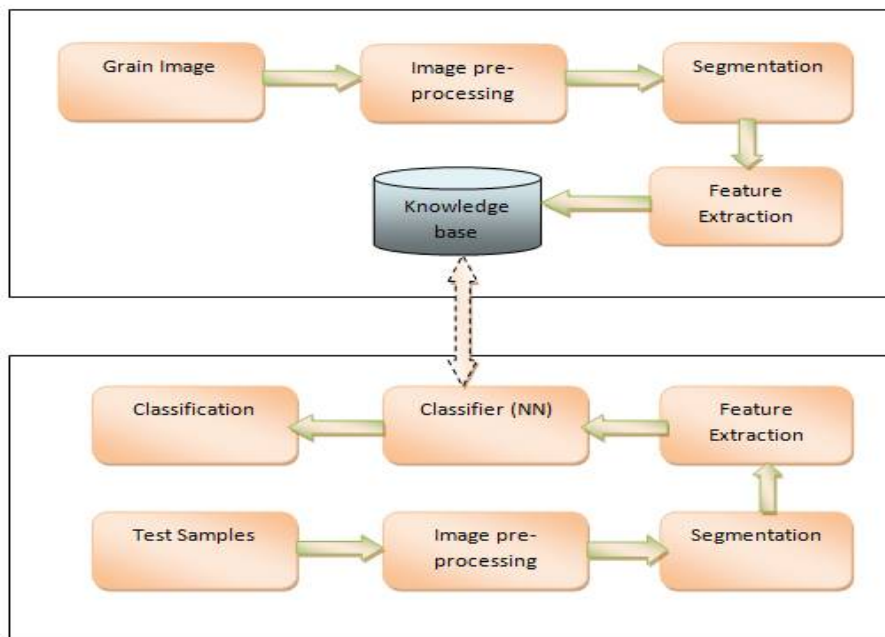 Grain Image
Image pre-
processing
Segmentation
Feature
Extraction
Knowledge
base
Classification
Classifier (NN)
Feature
Extraction
Test Samples
Image pre-
processing
Segmentation